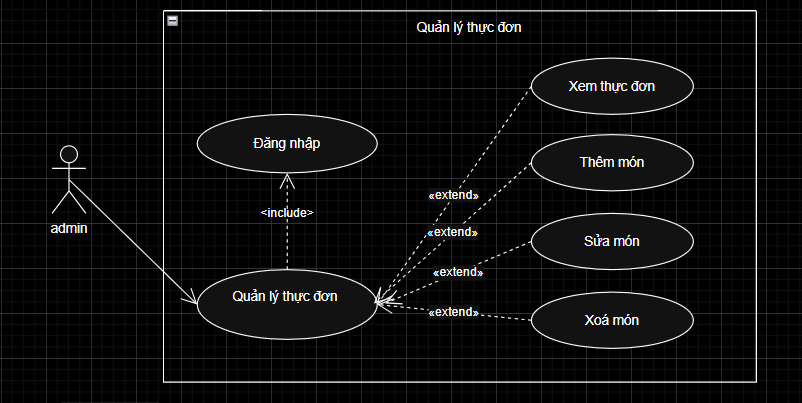 Quản lý thực đơn
Xem thực đơn
Đăng nhập
Thêm món
«extend»
<include>
admin
«extend»
Sửa món
«extend»
Quản lý thực đơn
«extend»
Xoá món